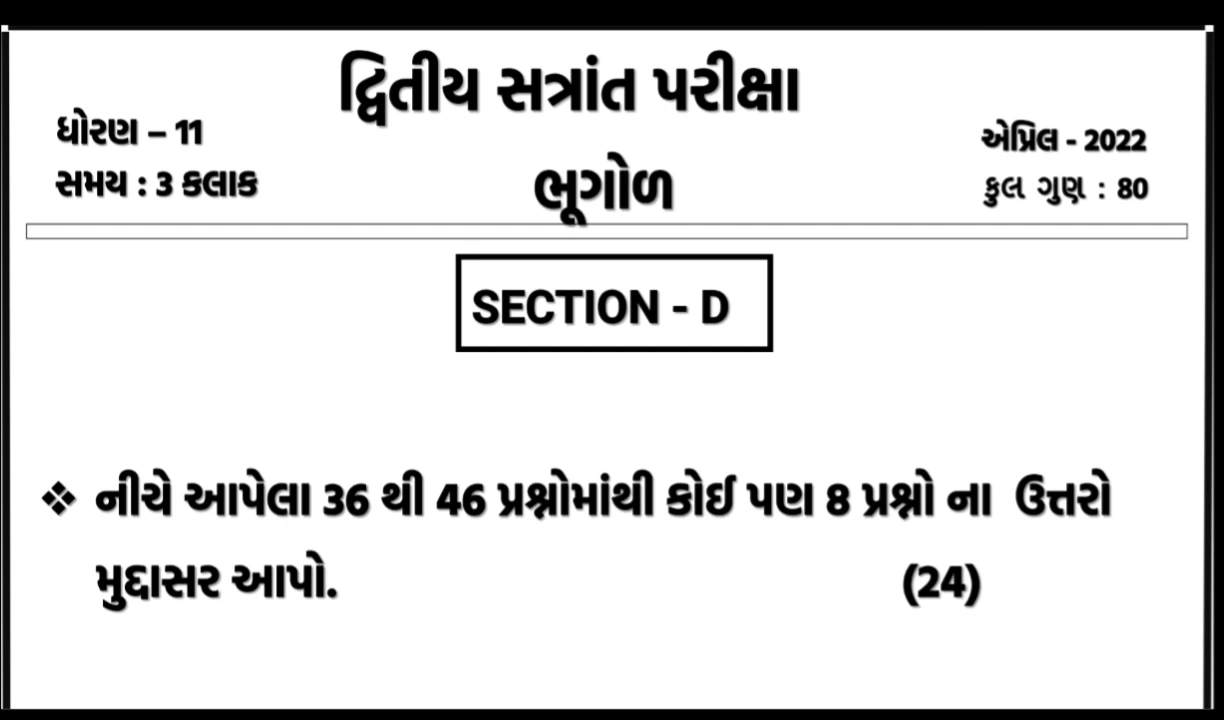 દ્વિતીય સત્રાંત પરીક્ષા
ધોરણ – 11
એપ્રિલ - 2022
સમય : 3 કલાક
ભૂગોળ
કુલ ગુણ : 80
SECTION - D
❖ નીચે આપેલા 36 થી 46 પ્રશ્નોમાંથી કોઈ પણ 8 પ્રશ્નો ના ઉત્તરો
મુદ્દાસર આપો. (24)